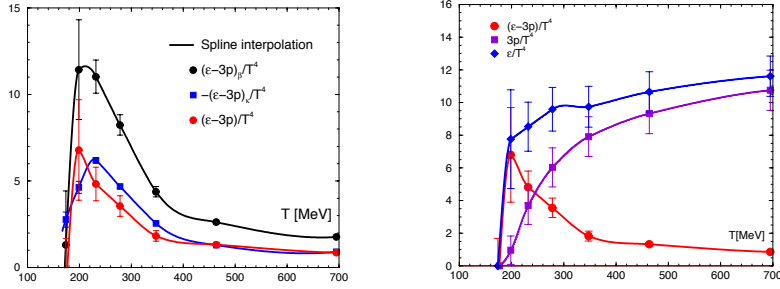 15
10
5
0
100 200 300 400 500 600 700
Spline interpolation
(ε−3p)β/T⁴
−(ε−3p)κ/T⁴
(ε−3p)/T⁴
T [MeV]
16
14
12
10
8
6
4
2
0
100 200 300 400 500 600 700
(ε−3p)/T⁴
3p/T⁴
ε/T⁴
T[MeV]